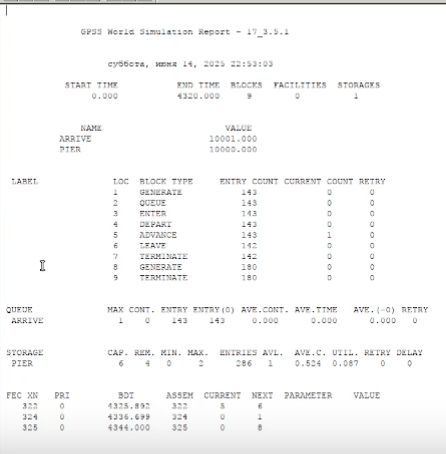 GPSS World Simulation Report - 17_3.5.1
суббота, июня 14, 2025 22:53:03
START TIME END TIME BLOCKS FACILITIES STORAGES
0.000 4320.000 9 0 1
NAME VALUE
ARRIVE 10001.000
PIER 10000.000
LABEL LOC BLOCK TYPE ENTRY COUNT CURRENT COUNT RETRY
1 GENERATE 143 0 0
2 QUEUE 143 0 0
3 ENTER 143 0 0
4 DEPART 143 0 0
5 ADVANCE 143 1 0
6 LEAVE 142 0 0
7 TERMINATE 142 0 0
8 GENERATE 180 0 0
9 TERMINATE 180 0 0
QUEUE MAX CONT. ENTRY ENTRY(0) AVE.CONT. AVE.TIME AVE.(-0) RETRY
ARRIVE 1 0 143 143 0.000 0.000 0.000 0
STORAGE CAP. REM. MIN. MAX. ENTRIES AVL. AVE.C. UTIL. RETRY DELAY
PIER 6 4 0 2 286 1 0.524 0.087 0 0
FEC XN PRI BDT ASSEM CURRENT NEXT PARAMETER VALUE
322 0 4325.892 322 5 6
324 0 4336.699 324 0 1
325 0 4344.000 325 0 8